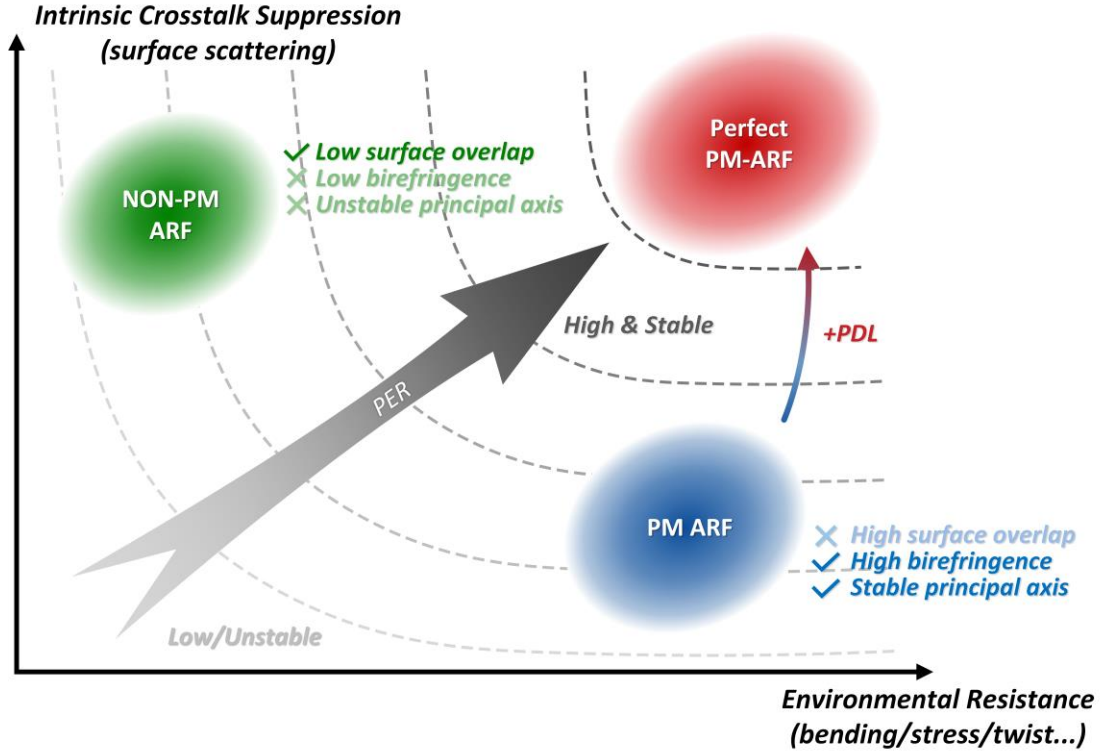 Intrinsic Crosstalk Suppression
(surface scattering)
NON-PM
ARF
Low surface overlap
Low birefringence
Unstable principal axis
Perfect
PM-ARF
High & Stable
+PDL
PER
PM ARF
High surface overlap
High birefringence
Stable principal axis
Low/Unstable
Environmental Resistance
(bending/stress/twist...)